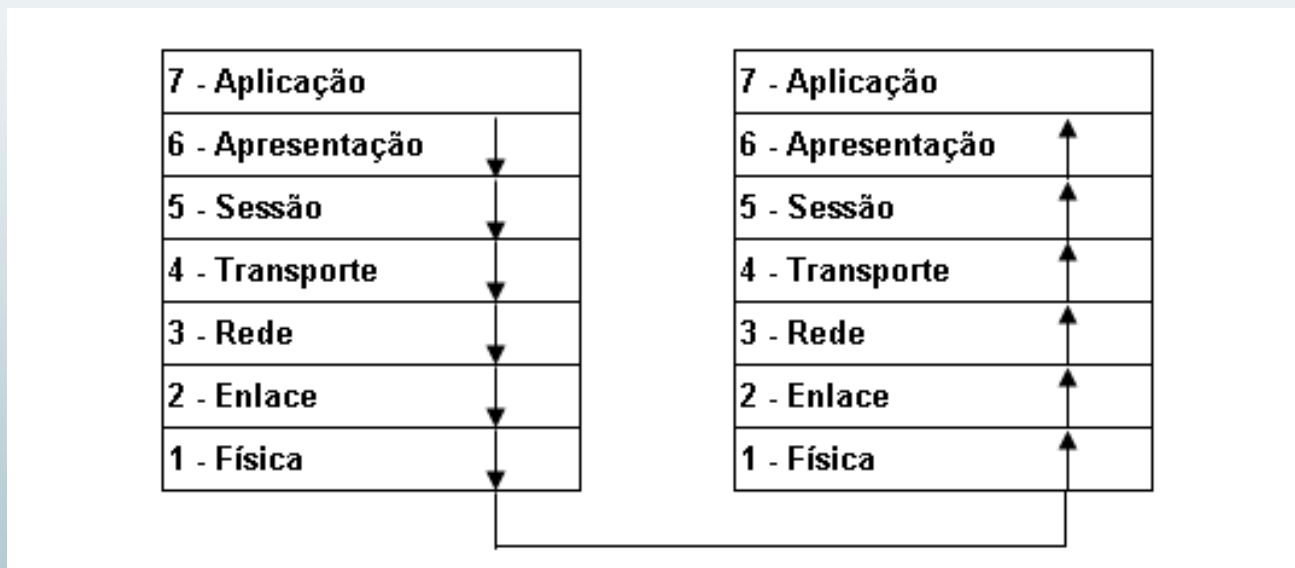 7 - Aplicação
6 - Apresentação
5 - Sessão
4 - Transporte
3 - Rede
2 - Enlace
1 - Física
7 - Aplicação
6 - Apresentação
5 - Sessão
4 - Transporte
3 - Rede
2 - Enlace
1 - Física